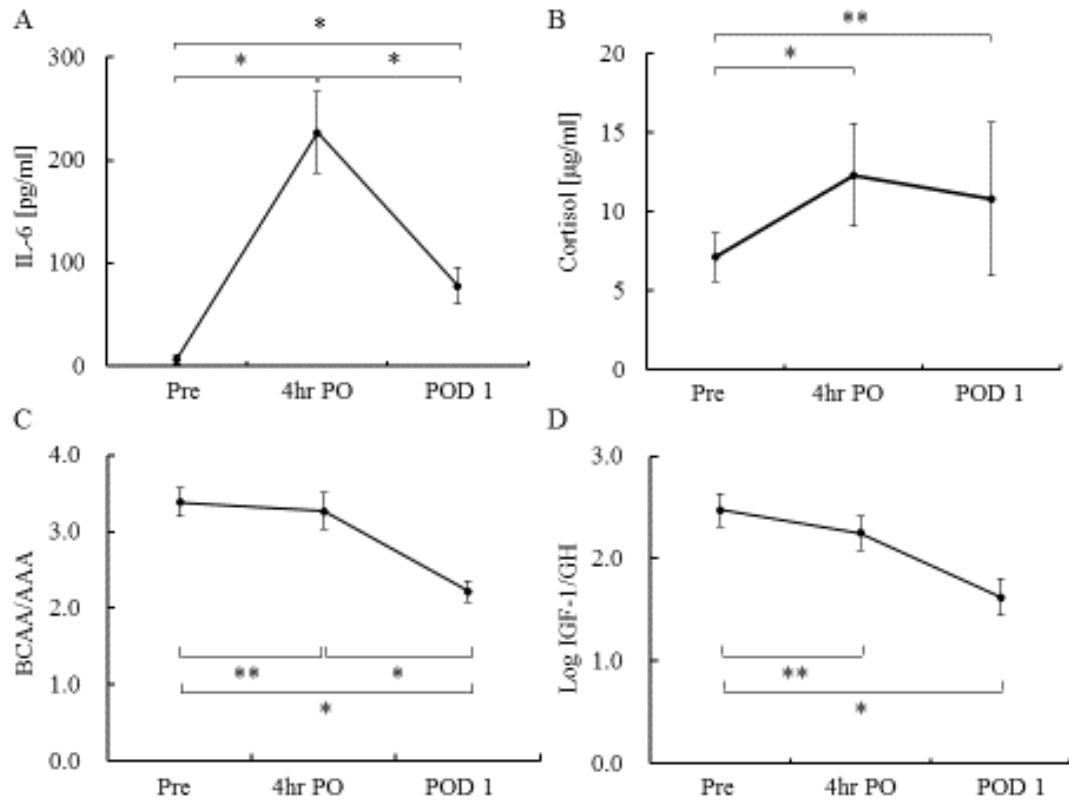 A
*
* *
300
200
100
0
IL-6 [pg/ml]
Pre 4hr PO POD 1
B
**
*
20
15
10
5
0
Cortisol [µg/ml]
Pre 4hr PO POD 1
C
4.0
3.0
2.0
1.0
0.0
BCAA/AAA
** *
*
Pre 4hr PO POD 1
D
3.0
2.0
1.0
0.0
Log IGF-1/GH
**
*
Pre 4hr PO POD 1